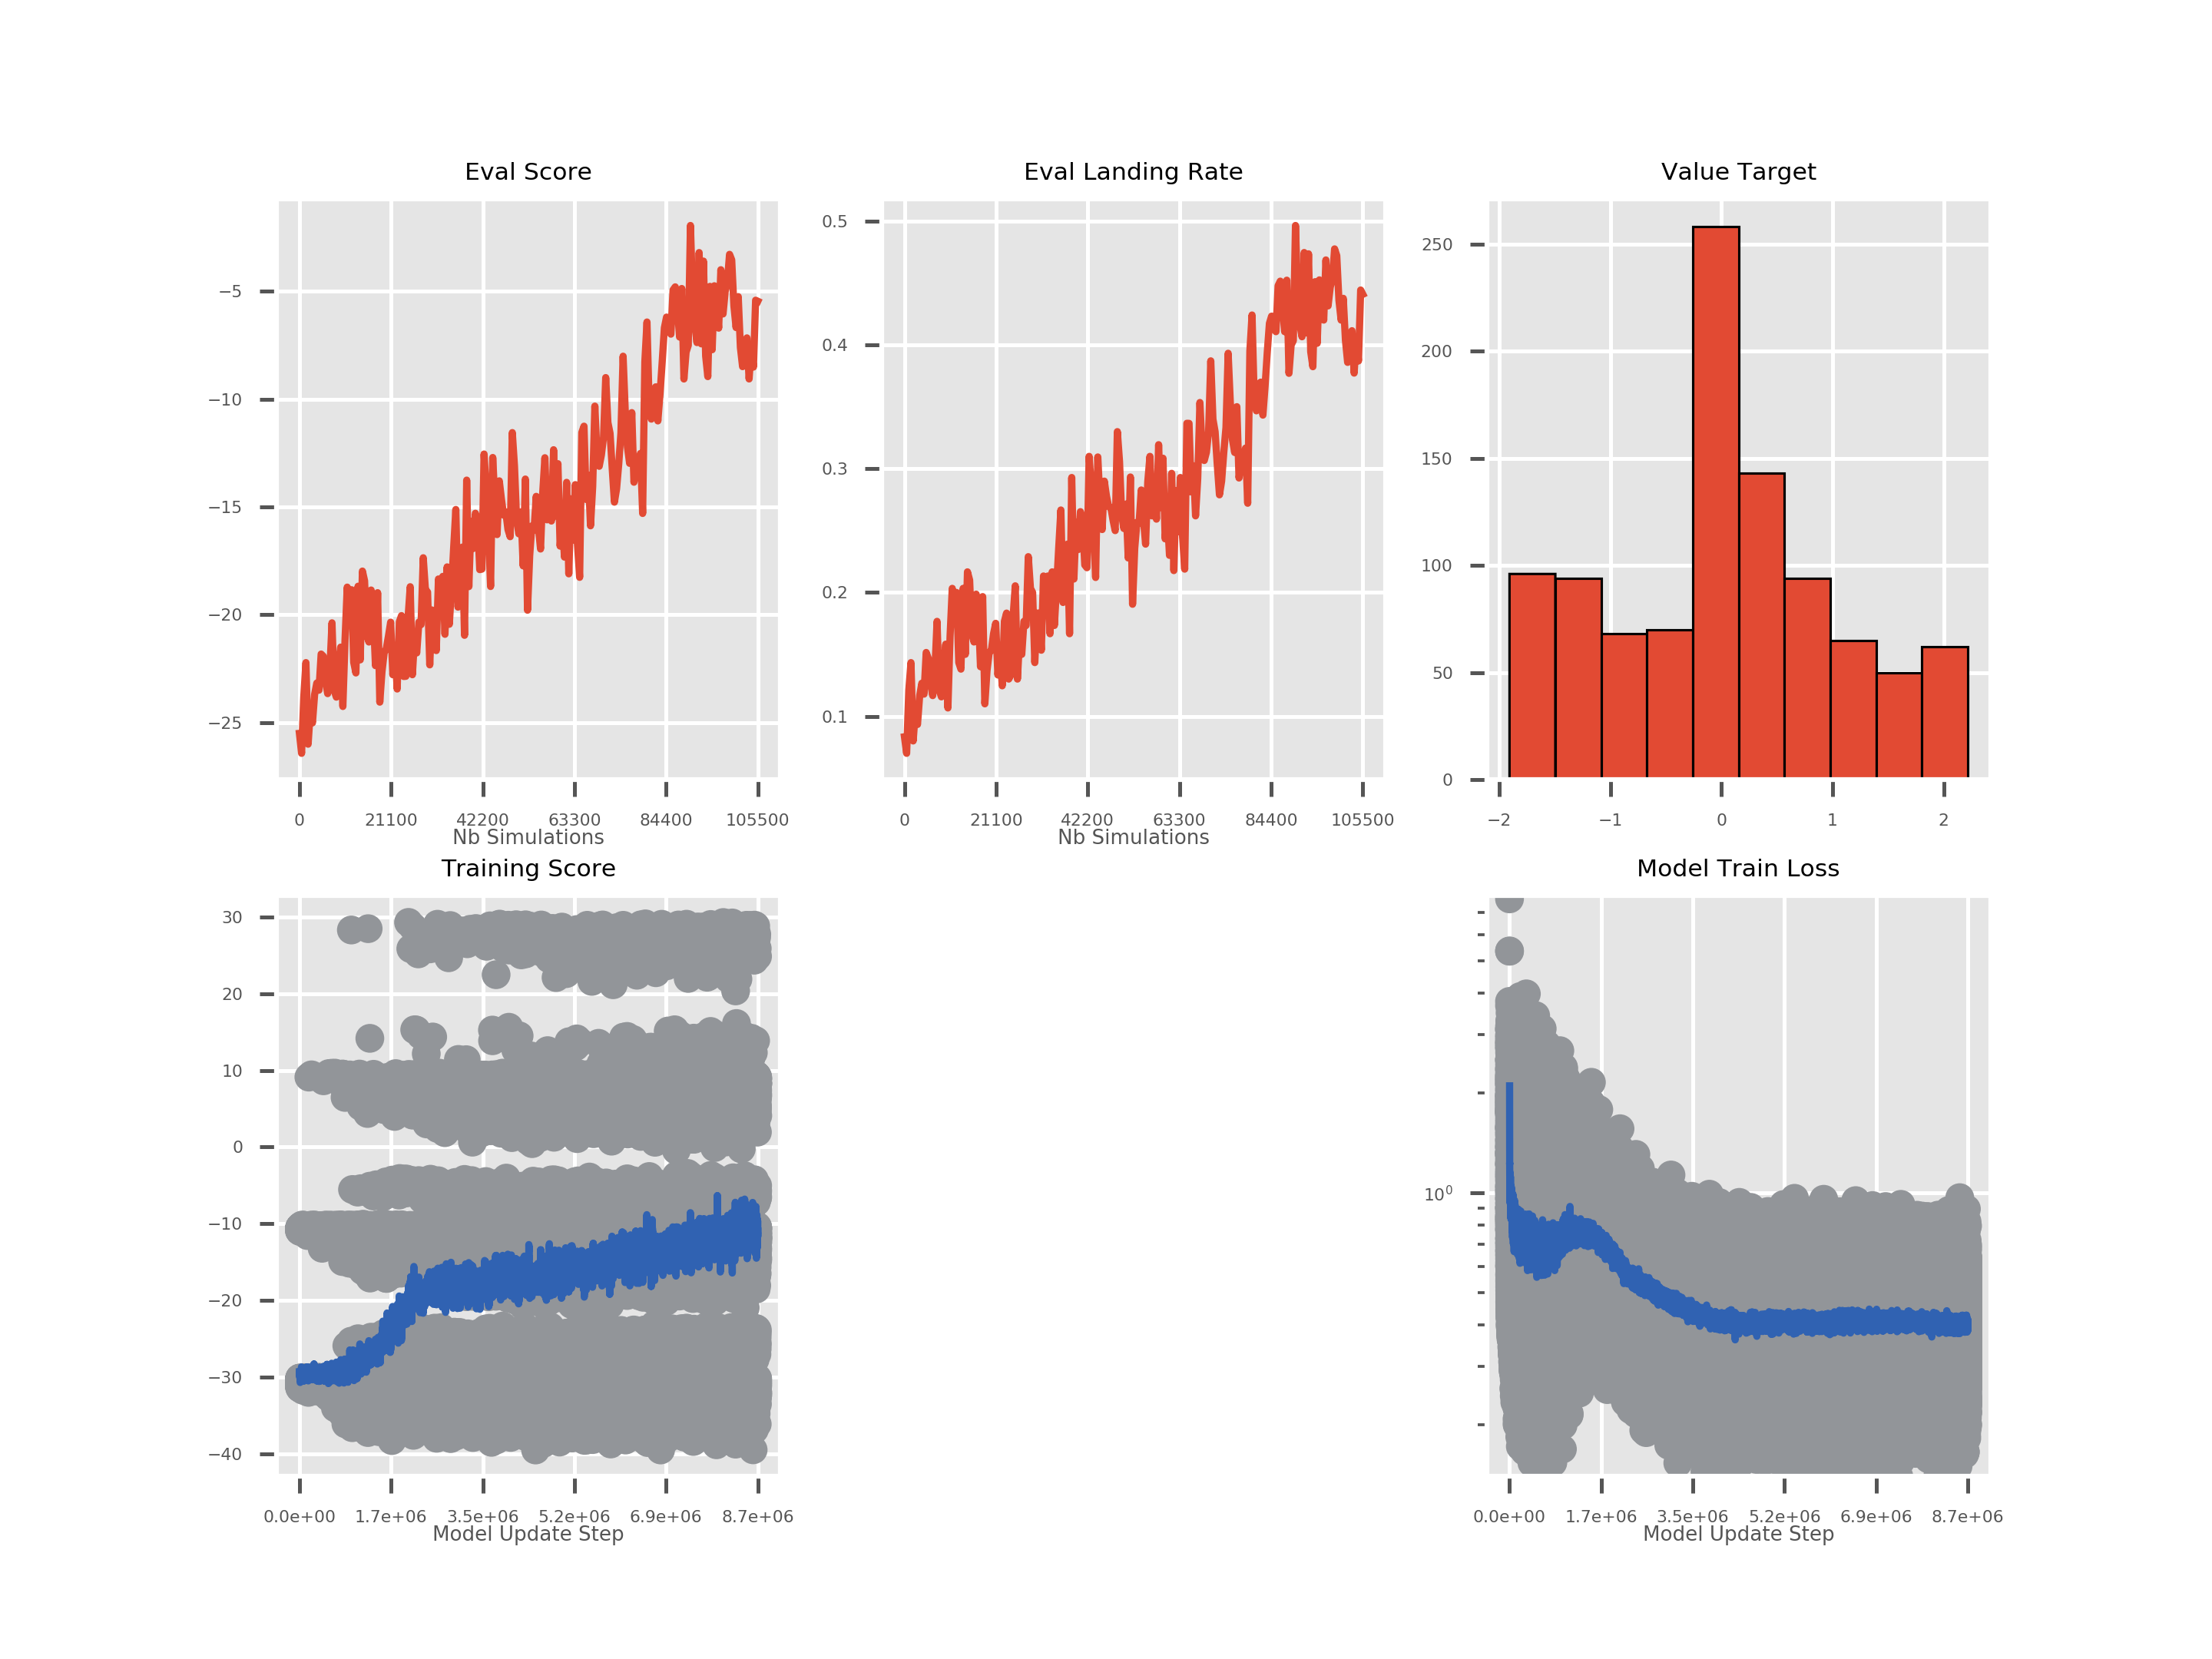 Eval Score
Eval Landing Rate
Value Target
−5
−10
−15
−20
−25
0.5
0.4
0.3
0.2
0.1
250
200
150
100
50
0
0 21100 42200 63300 84400 105500
Nb Simulations
0 21100 42200 63300 84400 105500
Nb Simulations
−2 −1 0 1 2
Training Score
Model Train Loss
30
20
10
0
−10
−20
−30
−40
10⁰
0.0e+00 1.7e+06 3.5e+06 5.2e+06 6.9e+06 8.7e+06
Model Update Step
0.0e+00 1.7e+06 3.5e+06 5.2e+06 6.9e+06 8.7e+06
Model Update Step